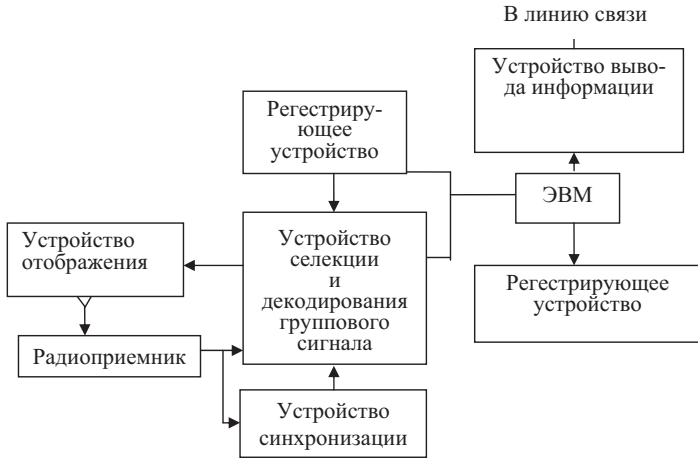 В линию связи
Устройство выво-
да информации
Регестрирую-
ющее
устройство
ЭВМ
Устройство
отображения
Устройство
селекции
и
декодирования
группового
сигнала
Регестрирующее
устройство
Радиоприемник
Устройство
синхронизации